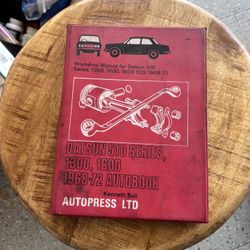 Workshop Manual for Datsun 510
Series, 1300, 1600, 1600 SSS 1968-72
DATSUN 510 SERIES,
1300, 1600
1968-72 AUTOBOOK
Kenneth Ball
AUTOPRESS LTD